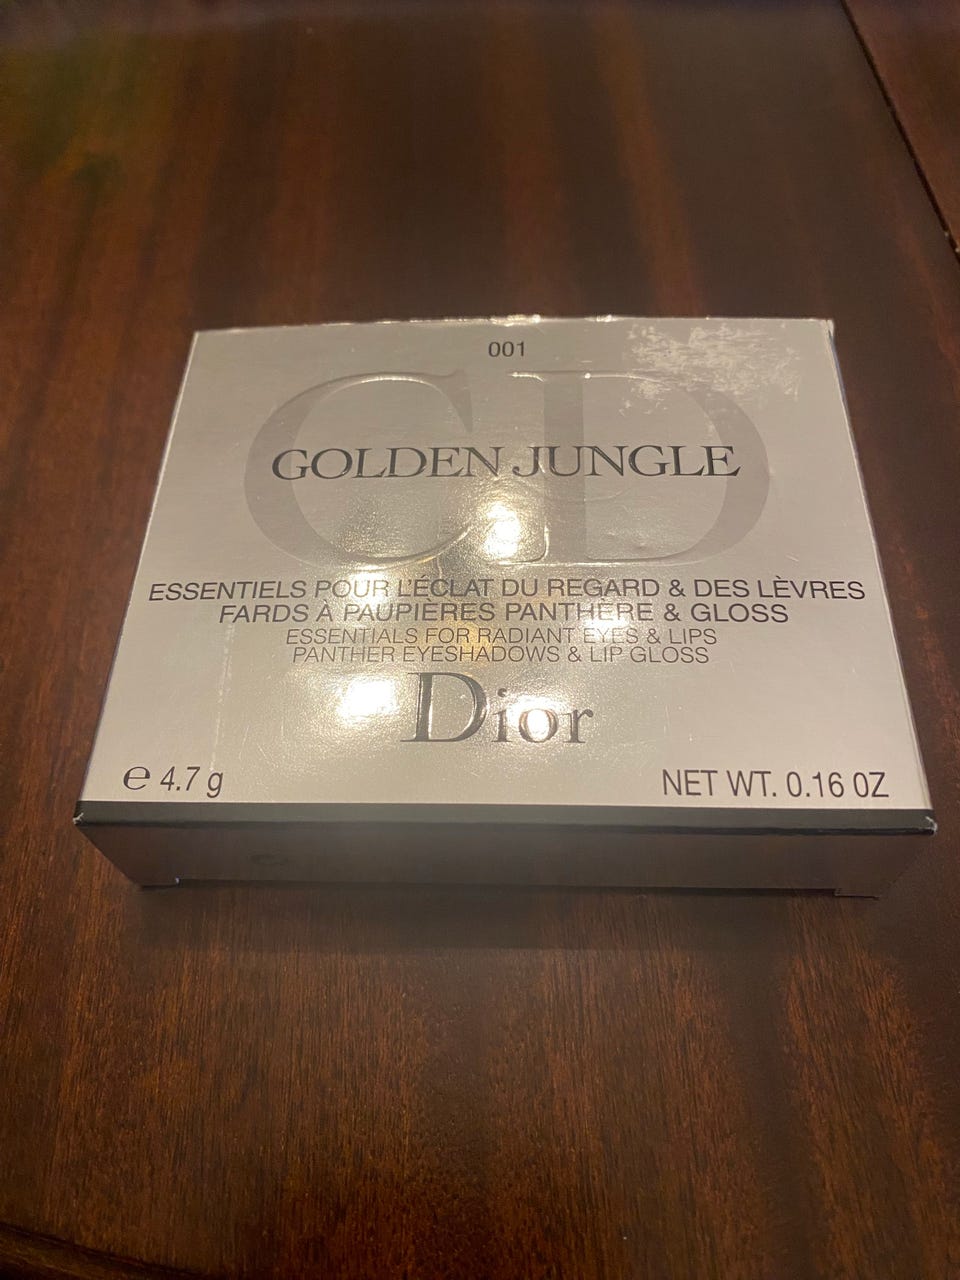 001
CD
GOLDEN JUNGLE
ESSENTIELS POUR L'ÉCLAT DU REGARD & DES LÈVRES
FARDS À PAUPIÈRES PANTHÈRE & GLOSS
ESSENTIALS FOR RADIANT EYES & LIPS
PANTHER EYESHADOWS & LIP GLOSS
Dior
℮ 4.7 g NET WT. 0.16 OZ